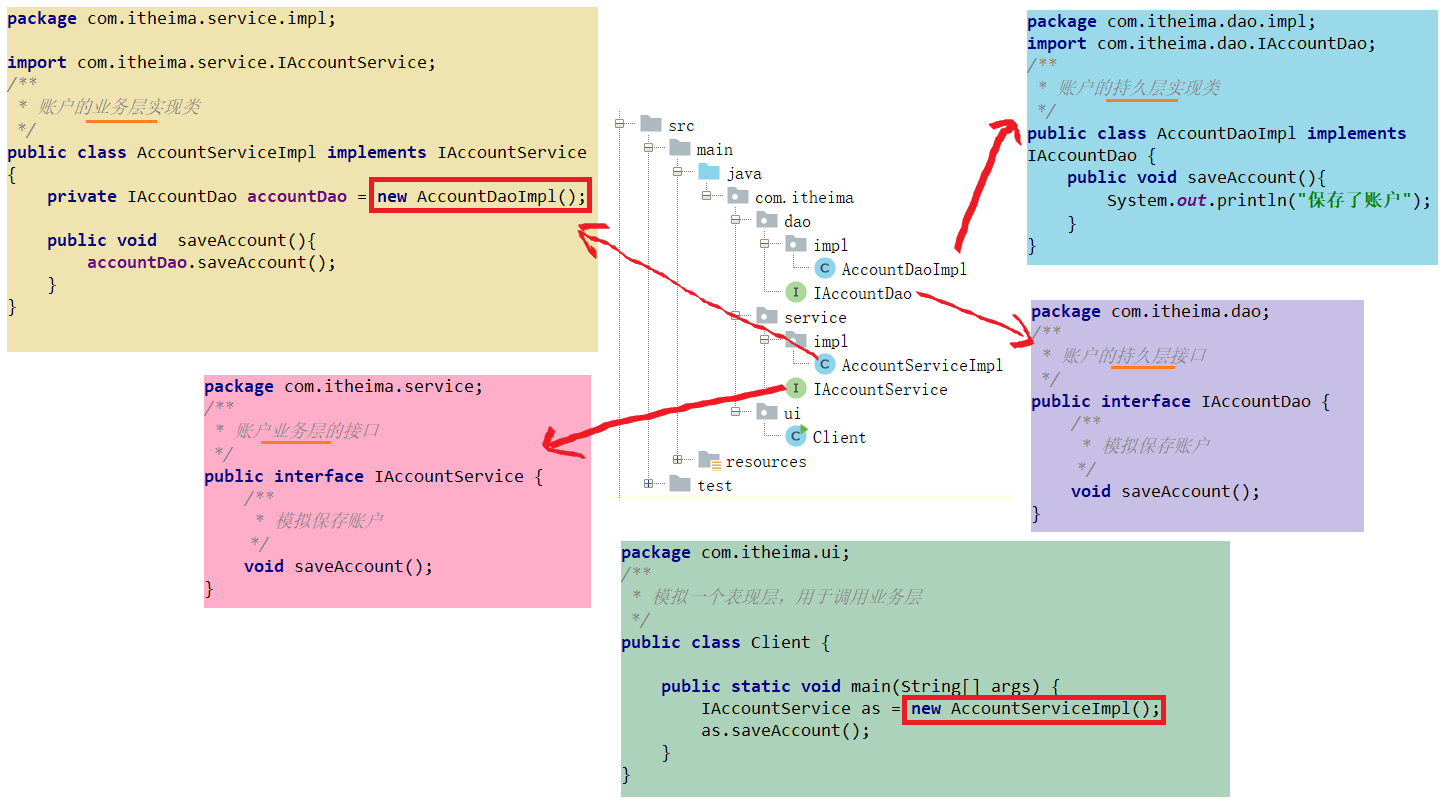 package com.itheima.service.impl;
import com.itheima.service.IAccountService;
/**
* 账户的业务层实现类
*/
public class AccountServiceImpl implements IAccountService
{
private IAccountDao accountDao = new AccountDaoImpl();
public void  saveAccount(){
accountDao.saveAccount();
}
}
package com.itheima.service;
/**
* 账户业务层的接口
*/
public interface IAccountService {
/**
* 模拟保存账户
*/
void saveAccount();
}
src
main
java
com.itheima
dao
impl
C AccountDaoImpl
I IAccountDao
service
impl
C AccountServiceImpl
I IAccountService
ui
C Client
resources
test
package com.itheima.dao.impl;
import com.itheima.dao.IAccountDao;
/**
* 账户的持久层实现类
*/
public class AccountDaoImpl implements
IAccountDao {
public void saveAccount(){
System.out.println("保存了账户");
}
}
package com.itheima.dao;
/**
* 账户的持久层接口
*/
public interface IAccountDao {
/**
* 模拟保存账户
*/
void saveAccount();
}
package com.itheima.ui;
/**
* 模拟一个表现层，用于调用业务层
*/
public class Client {
public static void main(String[] args) {
IAccountService as = new AccountServiceImpl();
as.saveAccount();
}
}